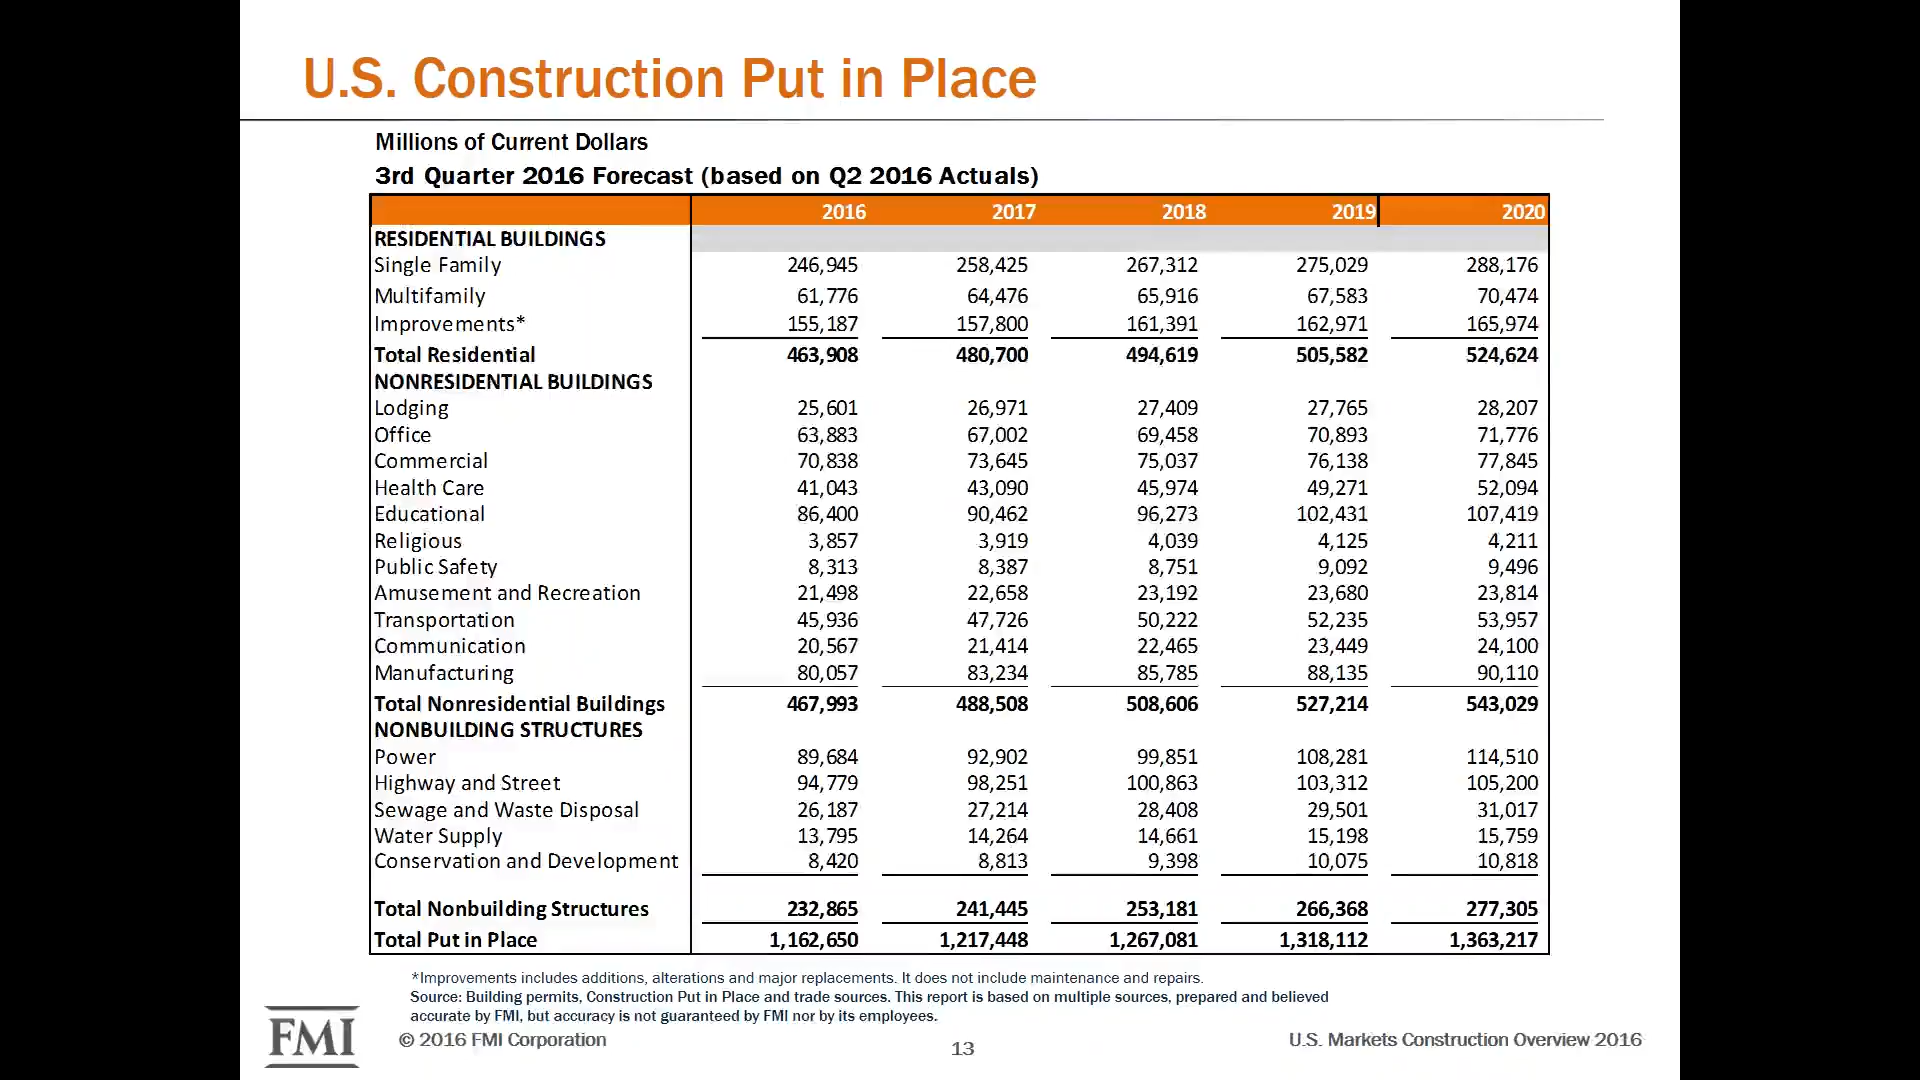 U.S. Construction Put in Place
Millions of Current Dollars
3rd Quarter 2016 Forecast (based on Q2 2016 Actuals)
2016 2017 2018 2019 2020
RESIDENTIAL BUILDINGS
Single Family 246,945 258,425 267,312 275,029 288,176
Multifamily 61,776 64,476 65,916 67,583 70,474
Improvements* 155,187 157,800 161,391 162,971 165,974
Total Residential 463,908 480,700 494,619 505,582 524,624
NONRESIDENTIAL BUILDINGS
Lodging 25,601 26,971 27,409 27,765 28,207
Office 63,883 67,002 69,458 70,893 71,776
Commercial 70,838 73,645 75,037 76,138 77,845
Health Care 41,043 43,090 45,974 49,271 52,094
Educational 86,400 90,462 96,273 102,431 107,419
Religious 3,857 3,919 4,039 4,125 4,211
Public Safety 8,313 8,387 8,751 9,092 9,496
Amusement and Recreation 21,498 22,658 23,192 23,680 23,814
Transportation 45,936 47,726 50,222 52,235 53,957
Communication 20,567 21,414 22,465 23,449 24,100
Manufacturing 80,057 83,234 85,785 88,135 90,110
Total Nonresidential Buildings 467,993 488,508 508,606 527,214 543,029
NONBUILDING STRUCTURES
Power 89,684 92,902 99,851 108,281 114,510
Highway and Street 94,779 98,251 100,863 103,312 105,200
Sewage and Waste Disposal 26,187 27,214 28,408 29,501 31,017
Water Supply 13,795 14,264 14,661 15,198 15,759
Conservation and Development 8,420 8,813 9,398 10,075 10,818
Total Nonbuilding Structures 232,865 241,445 253,181 266,368 277,305
Total Put in Place 1,162,650 1,217,448 1,267,081 1,318,112 1,363,217
*Improvements includes additions, alterations and major replacements. It does not include maintenance and repairs.
Source: Building permits, Construction Put in Place and trade sources. This report is based on multiple sources, prepared and believed
accurate by FMI, but accuracy is not guaranteed by FMI nor by its employees.
FMI
© 2016 FMI Corporation
13
U.S. Markets Construction Overview 2016